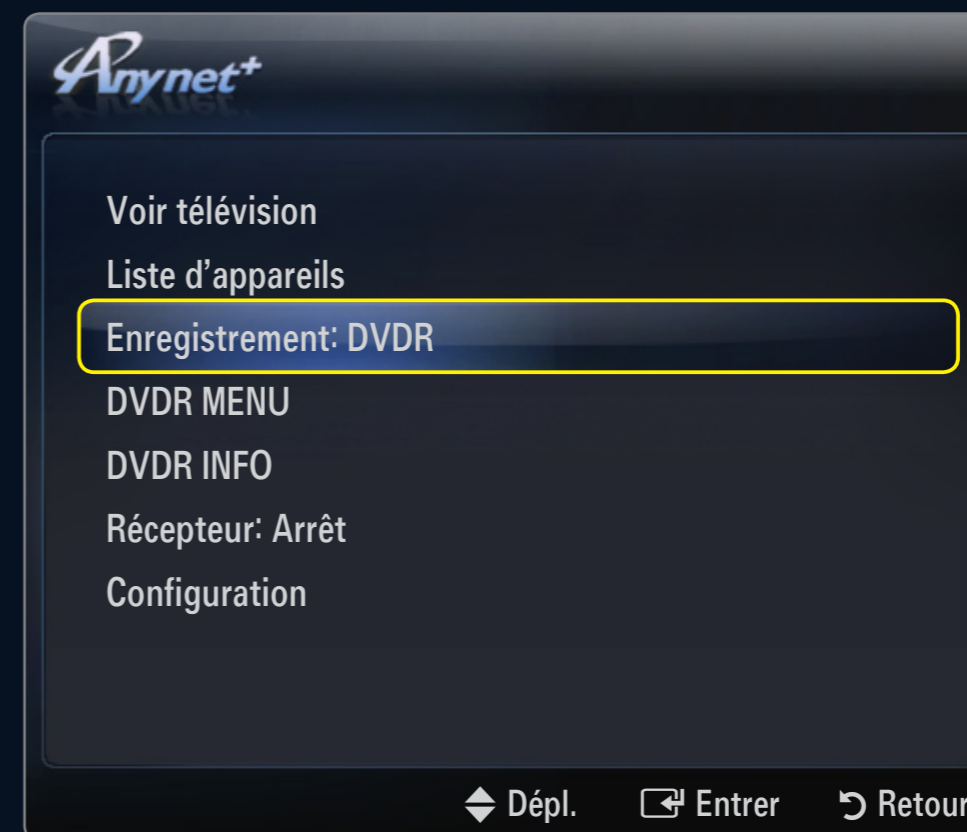 Anynet+
Voir télévision
Liste d’appareils
Enregistrement: DVDR
DVDR MENU
DVDR INFO
Récepteur: Arrêt
Configuration
Dépl. Entrer Retour